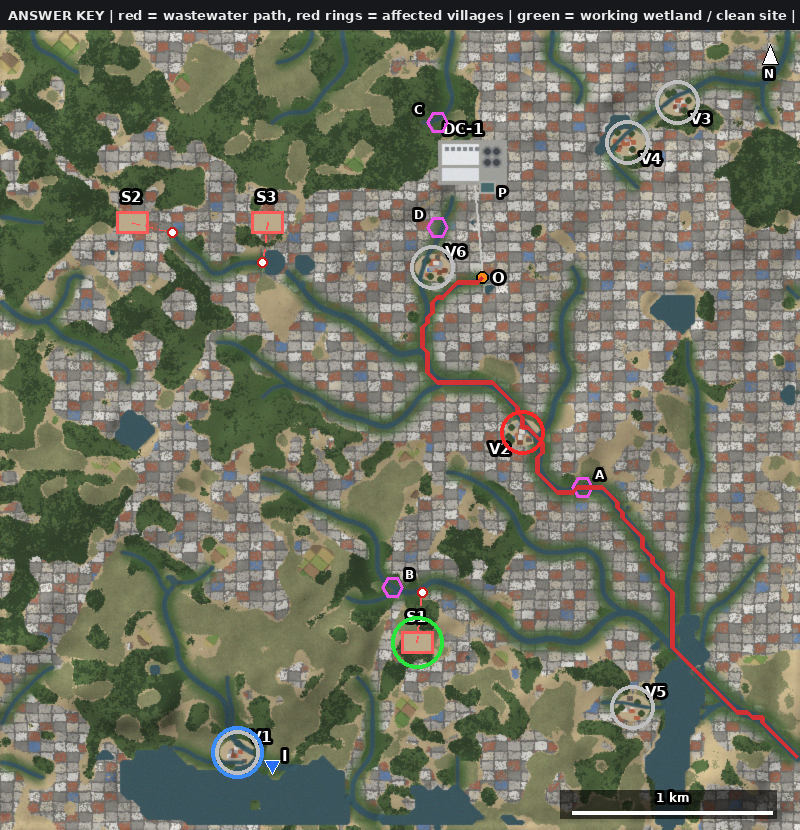 ANSWER KEY | red = wastewater path, red rings = affected villages | green = working wetland / clean site |
N
C
DC-1
V3
V4
P
S2
S3
D
V6
O
V2
A
B
S1
V5
V1
I
1 km